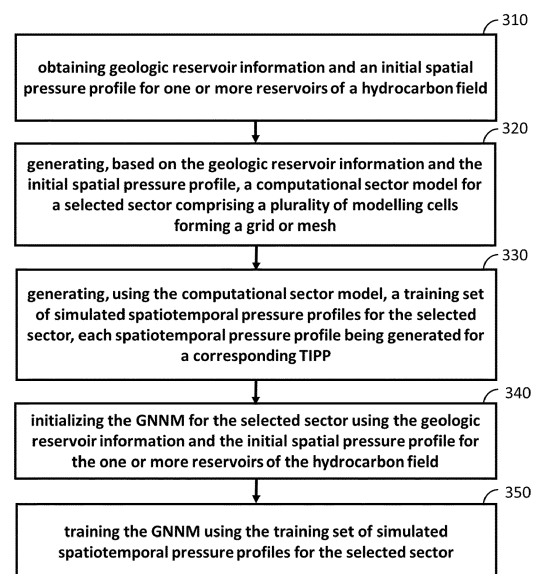 310
obtaining geologic reservoir information and an initial spatial
pressure profile for one or more reservoirs of a hydrocarbon field
320
generating, based on the geologic reservoir information and the
initial spatial pressure profile, a computational sector model for
a selected sector comprising a plurality of modelling cells
forming a grid or mesh
330
generating, using the computational sector model, a training set
of simulated spatiotemporal pressure profiles for the selected
sector, each spatiotemporal pressure profile being generated for
a corresponding TIPP
340
initializing the GNNM for the selected sector using the geologic
reservoir information and the initial spatial pressure profile for
the one or more reservoirs of the hydrocarbon field
350
training the GNNM using the training set of simulated
spatiotemporal pressure profiles for the selected sector